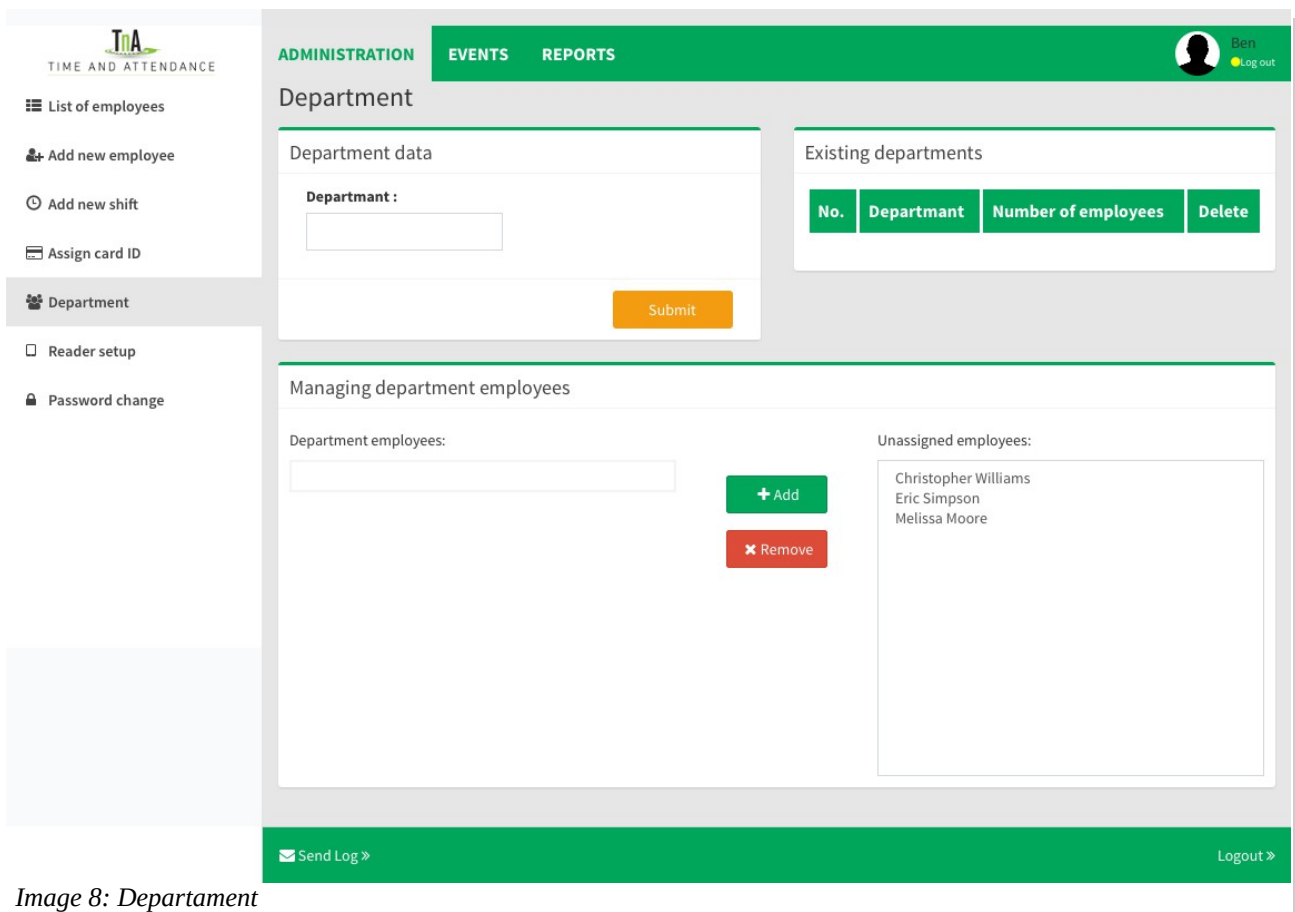 TnA
TIME AND ATTENDANCE
List of employees
Add new employee
Add new shift
Assign card ID
Department
Reader setup
Password change
ADMINISTRATION EVENTS REPORTS
Ben
Log out
Department
Department data
Departmant :
Submit
Existing departments
No. Departmant Number of employees Delete
Managing department employees
Department employees:
+ Add
Remove
Unassigned employees:
Christopher Williams
Eric Simpson
Melissa Moore
Send Log »
Logout »
Image 8: Departament